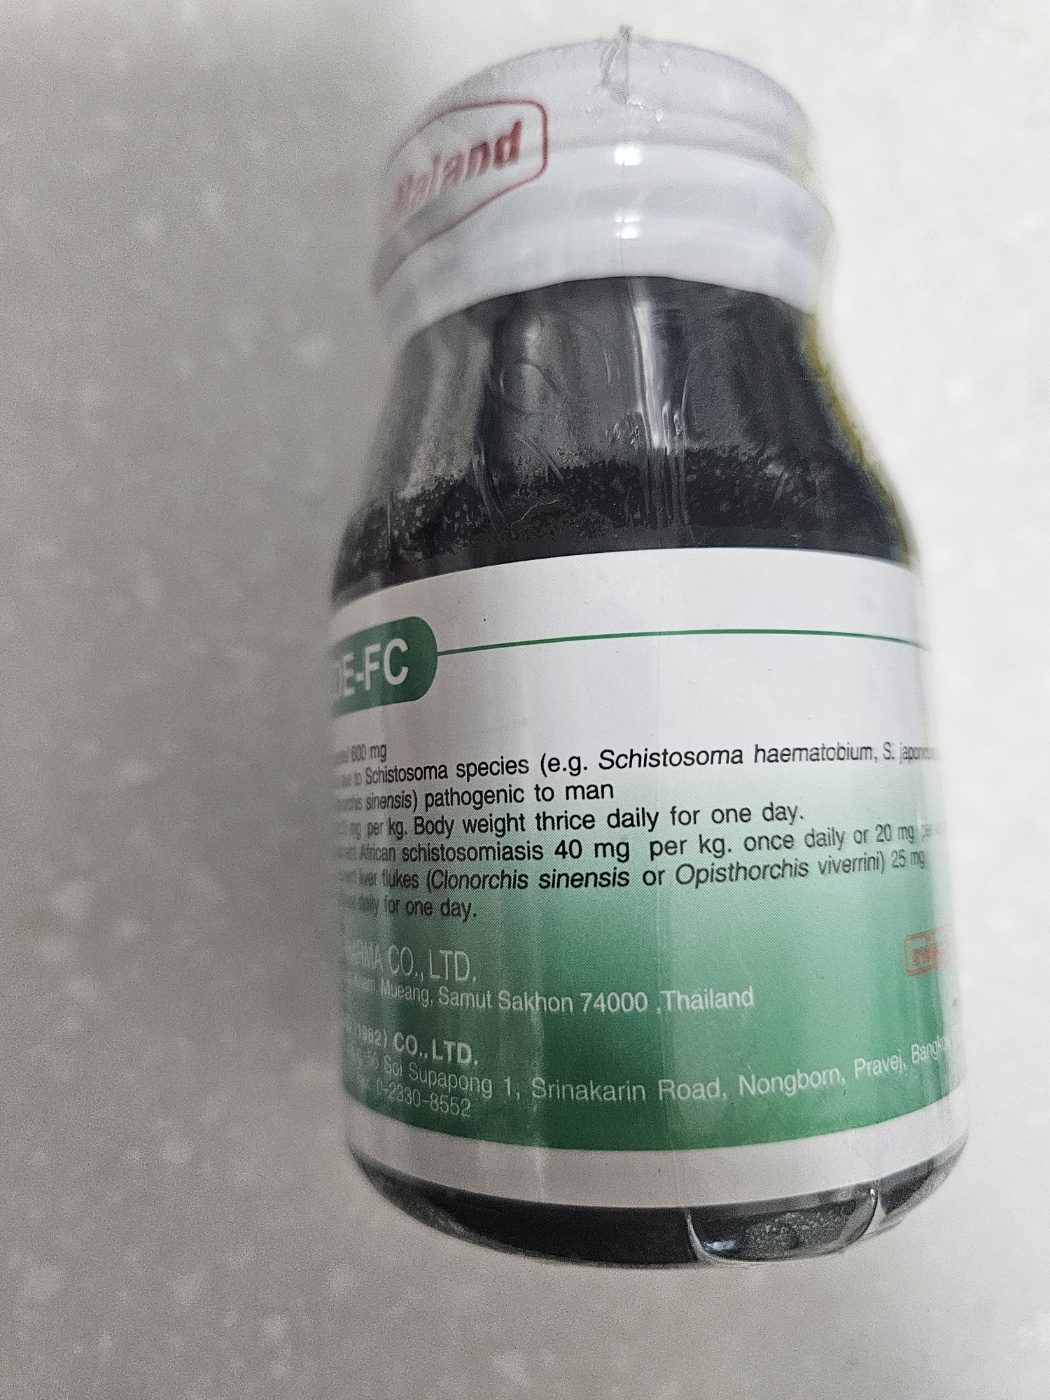 DE-FC
600 mg
to Schistosoma species (e.g. Schistosoma haematobium, S.
sinensis) pathogenic to man
mg per kg. Body weight thrice daily for one day.
African schistosomiasis 40 mg per kg. once daily or 20 mg
liver flukes (Clonorchis sinensis or Opisthorchis viverrini) 25 mg
daily for one day.
CO., LTD.
Mueang, Samut Sakhon 74000 ,Thailand
(1982) CO., LTD.
Soi Supapong 1, Srinakarin Road, Nongborn, Pravej,
0-2330-8552